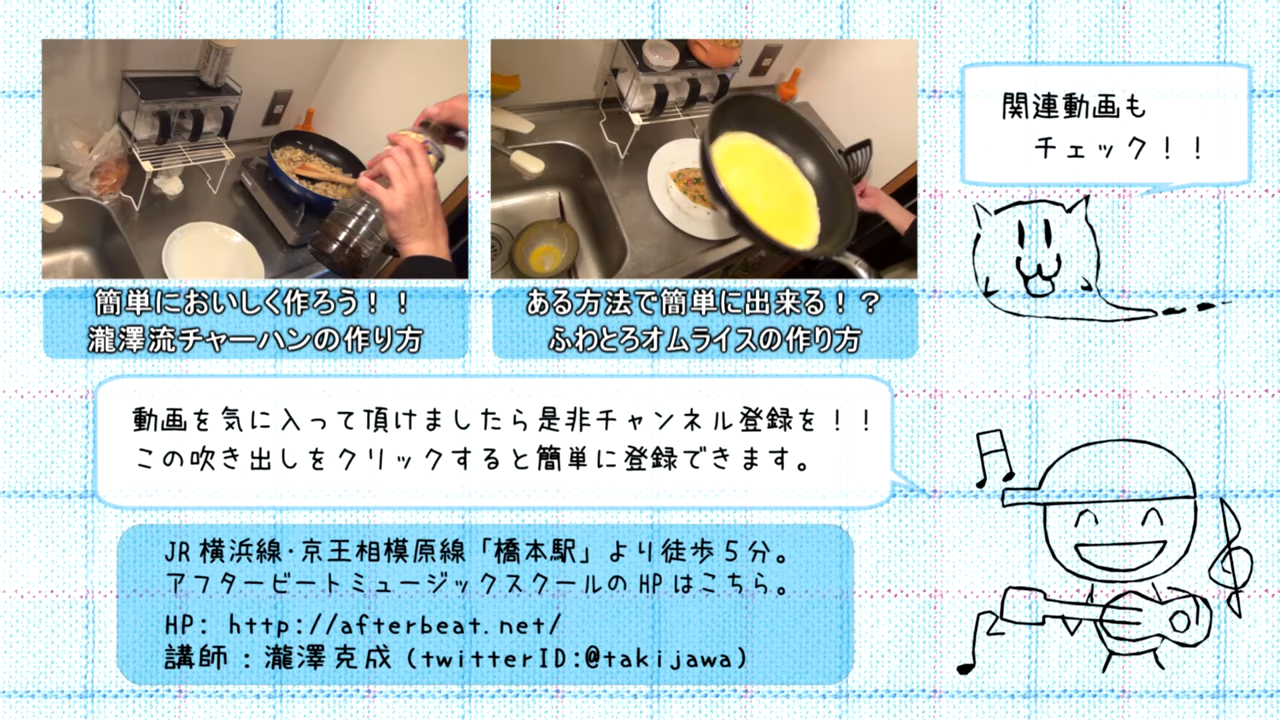 関連動画も
チェック！！
簡単においしく作ろう！！
瀧澤流チャーハンの作り方
ある方法で簡単に出来る！？
ふわとろオムライスの作り方
動画を気に入って頂けましたら是非チャンネル登録を！！
この吹き出しをクリックすると簡単に登録できます。
JR横浜線・京王相模原線「橋本駅」より徒歩5分。
アフタービートミュージックスクールのHPはこちら。
HP: http://afterbeat.net/
講師：瀧澤克成 (twitterID:@takijawa)